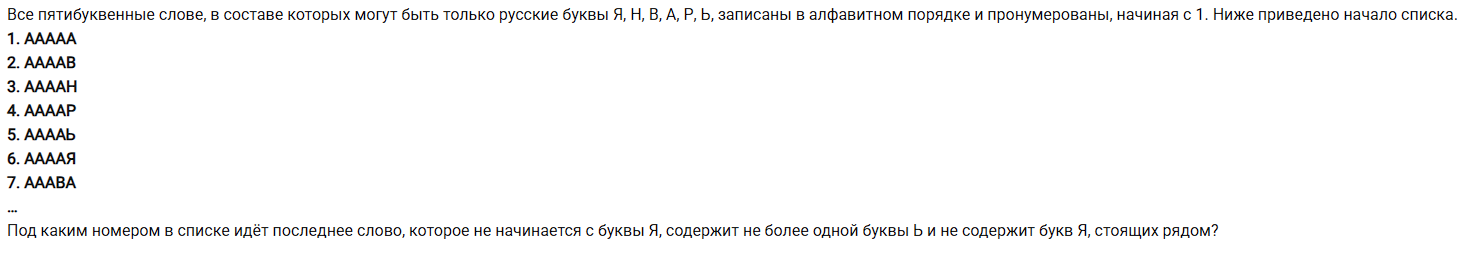 Все пятибуквенные слове, в составе которых могут быть только русские буквы Я, Н, В, А, Р, Ь, записаны в алфавитном порядке и пронумерованы, начиная с 1. Ниже приведено начало списка.
1. ААААА
2. ААААВ
3. ААААН
4. ААААР
5. ААААЬ
6. ААААЯ
7. АААВА
...
Под каким номером в списке идёт последнее слово, которое не начинается с буквы Я, содержит не более одной буквы Ь и не содержит букв Я, стоящих рядом?